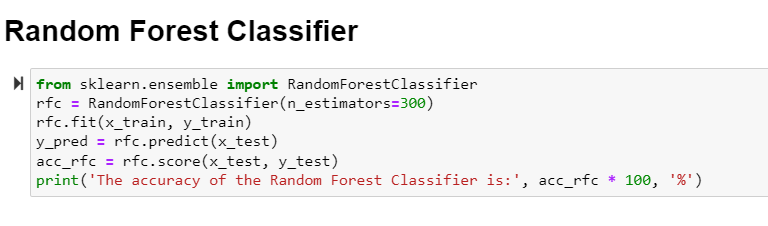 Random Forest Classifier
from sklearn.ensemble import RandomForestClassifier
rfc = RandomForestClassifier(n_estimators=300)
rfc.fit(x_train, y_train)
y_pred = rfc.predict(x_test)
acc_rfc = rfc.score(x_test, y_test)
print('The accuracy of the Random Forest Classifier is:', acc_rfc * 100, '%')